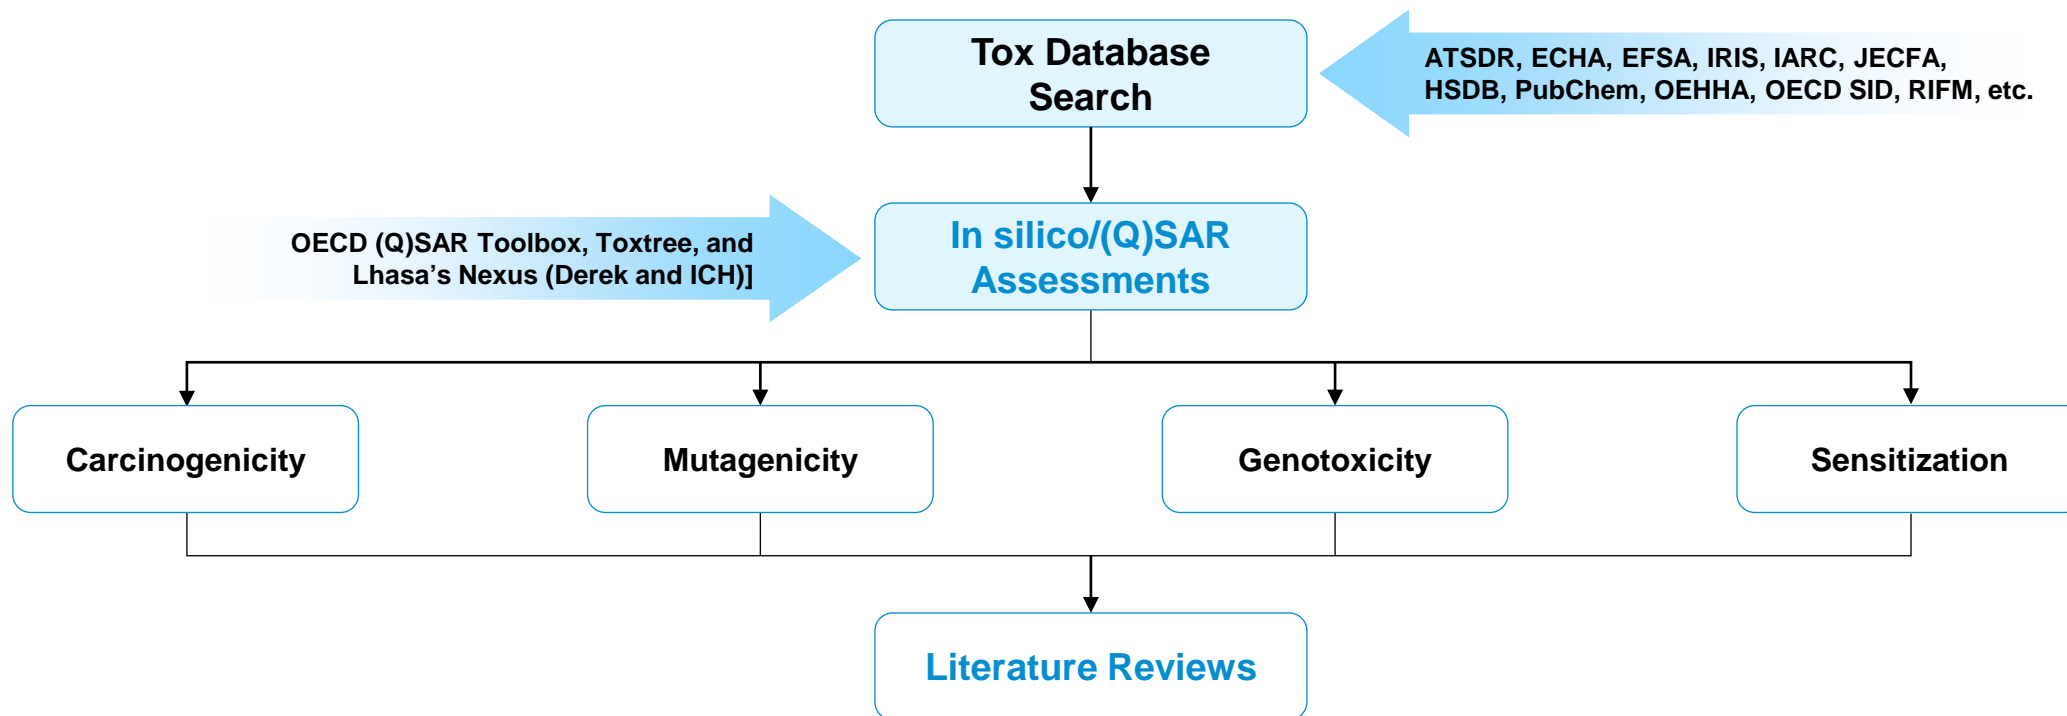 Tox Database
Search
ATSDR, ECHA, EFSA, IRIS, IARC, JECFA,
HSDB, PubChem, OEHHA, OECD SID, RIFM, etc.
OECD (Q)SAR Toolbox, Toxtree, and
Lhasa’s Nexus (Derek and ICH)]
In silico/(Q)SAR
Assessments
Carcinogenicity
Mutagenicity
Genotoxicity
Sensitization
Literature Reviews